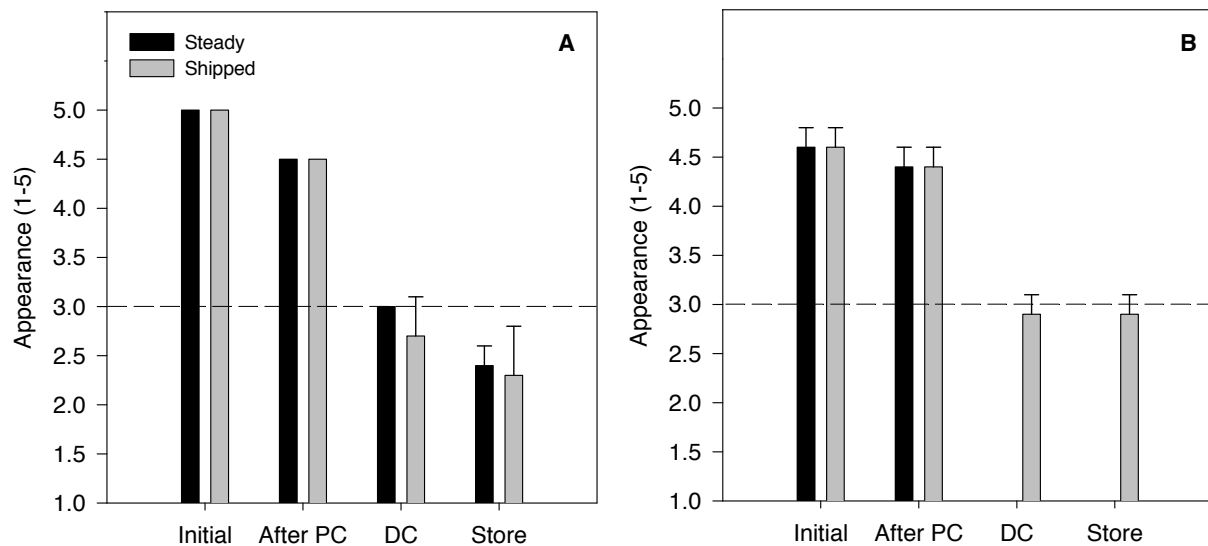 Steady
Shipped
A
Appearance (1-5)
5.0
4.5
4.0
3.5
3.0
2.5
2.0
1.5
1.0
Initial After PC DC Store
B
Appearance (1-5)
5.0
4.5
4.0
3.5
3.0
2.5
2.0
1.5
1.0
Initial After PC DC Store